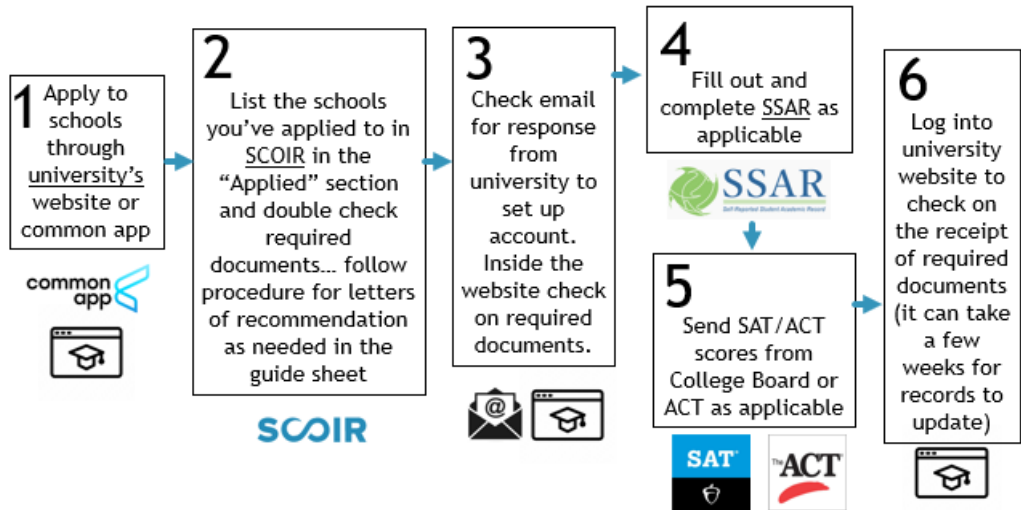 1
Apply to
schools
through
university's
website or
common app
common
app
2
List the schools
you've applied to in
SCOIR in the
“Applied” section
and double check
required
documents... follow
procedure for letters
of recommendation
as needed in the
guide sheet
SCOIR
3
Check email
for response
from
university to
set up
account.
Inside the
website check
on required
documents.
@
4
Fill out and
complete SSAR as
applicable
SSAR
Self-Reported Student Academic Record
5
Send SAT/ACT
scores from
College Board or
ACT as applicable
SAT
The ACT
6
Log into
university
website to
check on
the receipt
of required
documents
(it can take
a few
weeks for
records to
update)